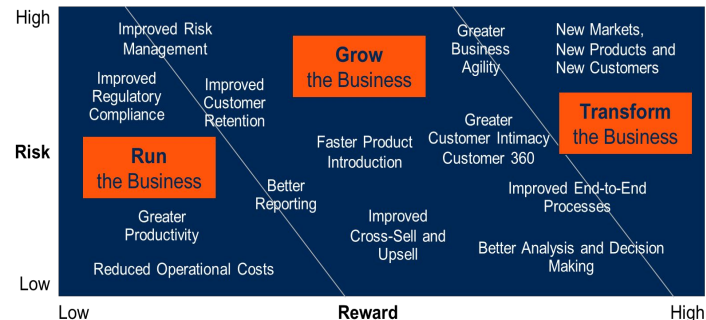 High
Improved Risk
Management
Grow
the Business
Greater
Business
Agility
New Markets,
New Products and
New Customers
Improved
Regulatory
Compliance
Improved
Customer
Retention
Transform
the Business
Greater
Customer Intimacy
Customer 360
Faster Product
Introduction
Risk
Run
the Business
Better
Reporting
Improved End-to-End
Processes
Greater
Productivity
Improved
Cross-Sell and
Upsell
Better Analysis and Decision
Making
Reduced Operational Costs
Low
Low
Reward
High